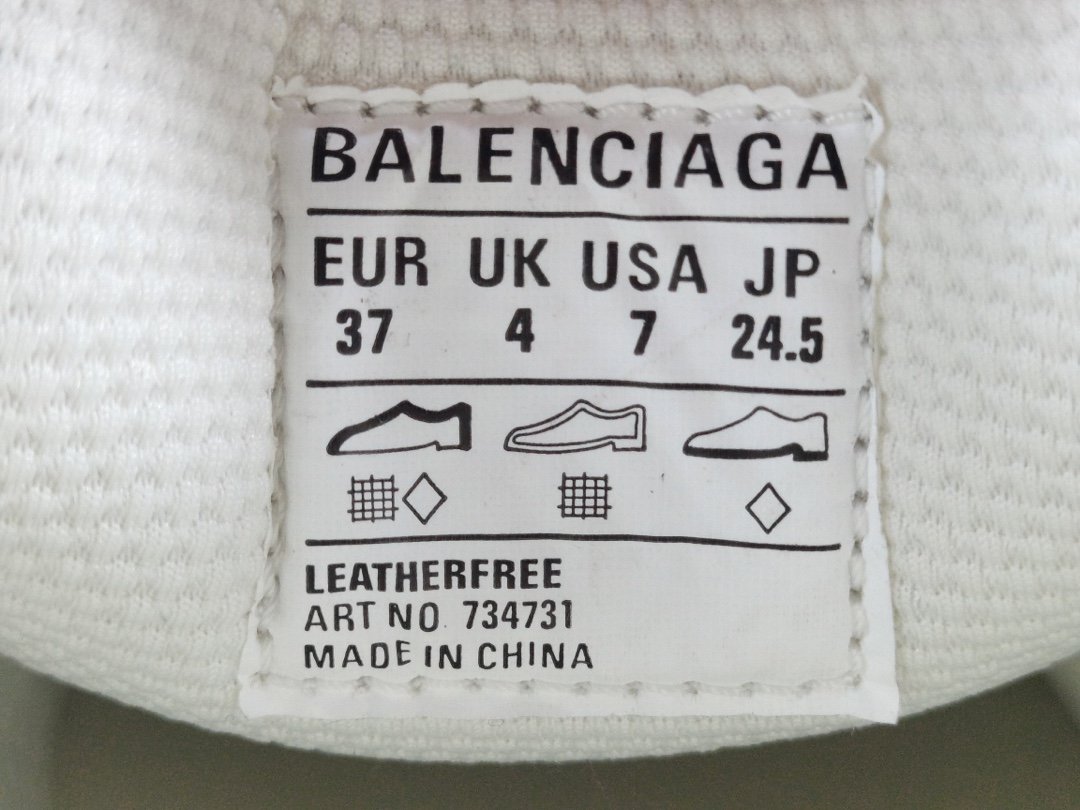 BALENCIAGA
EUR UK USA JP
37 4 7 24.5
LEATHERFREE
ART NO. 734731
MADE IN CHINA